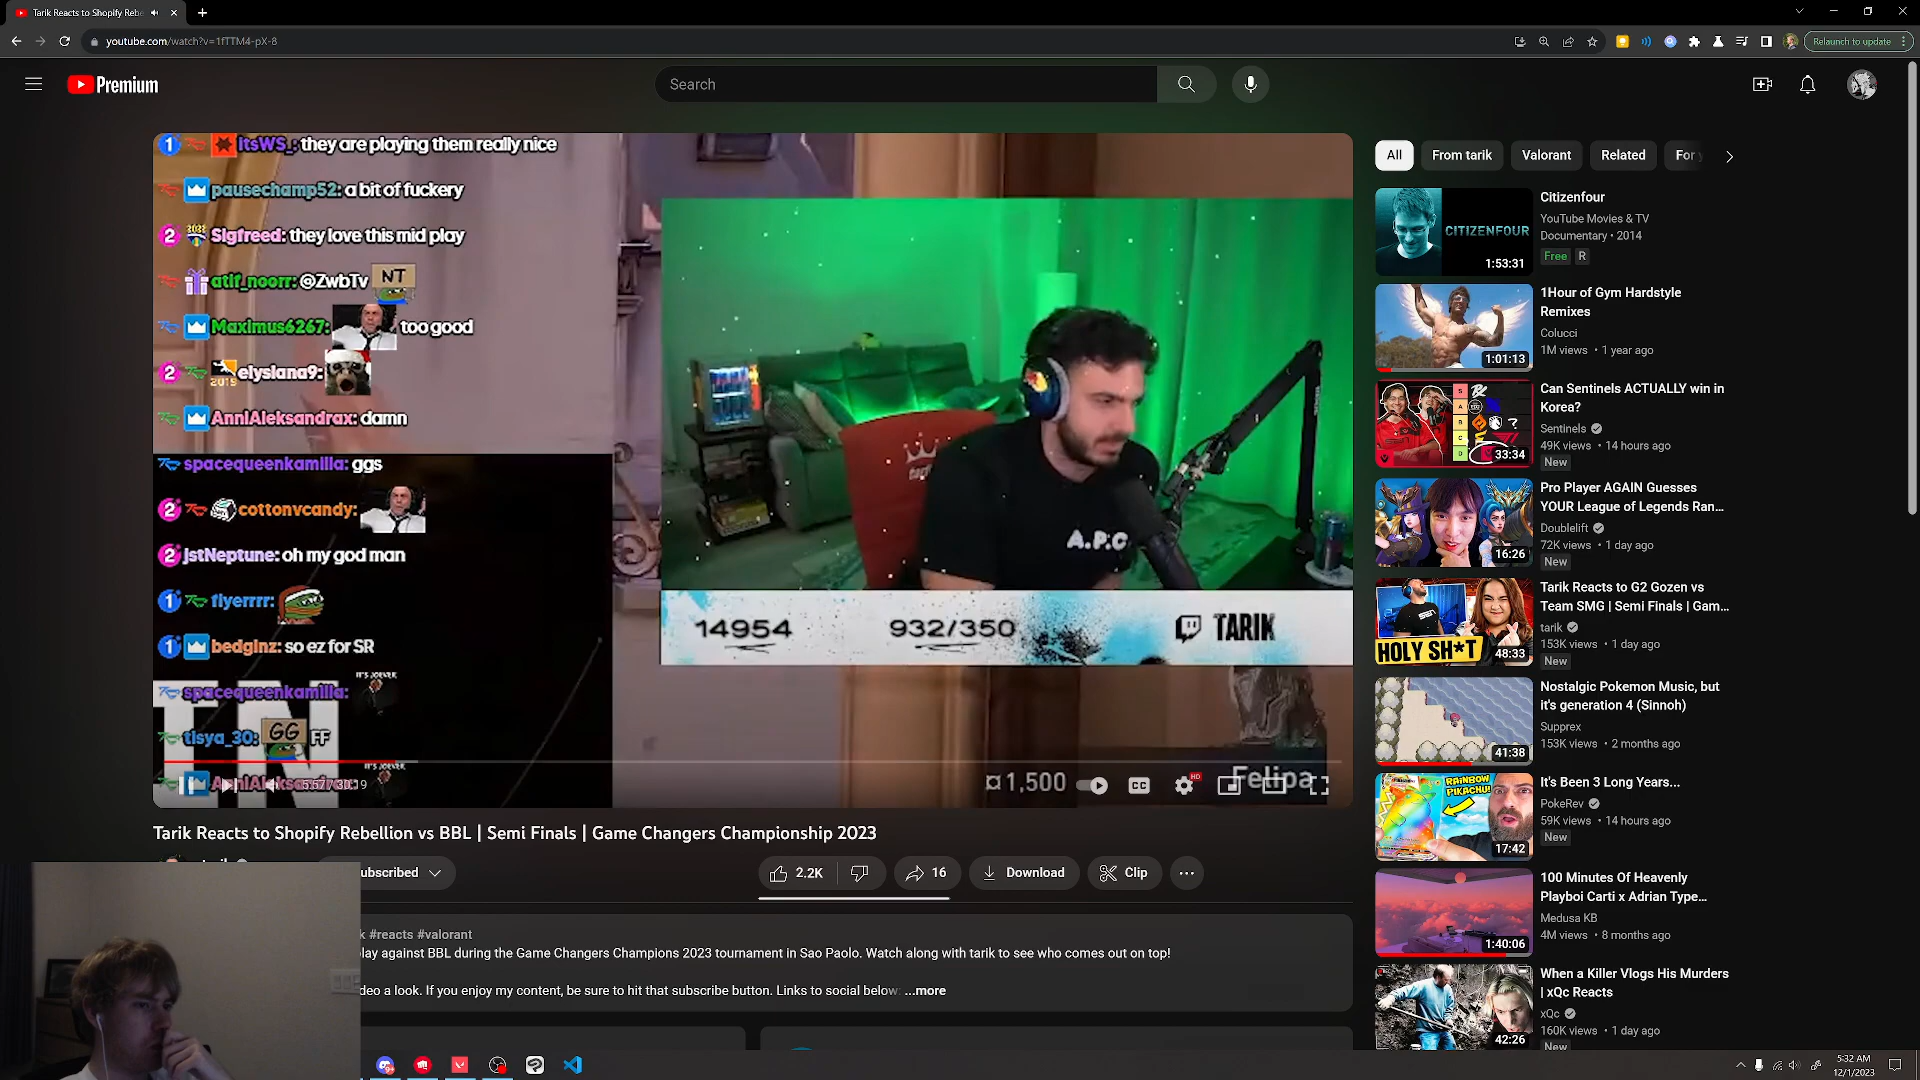 Tarik Reacts to Shopify Rebe
youtube.com/watch?v=1fTTM4-pX-8
Relaunch to update
Premium
Search
ItsWS_: they are playing them really nice
pausechamp52: a bit of fuckery
Sigfreed: they love this mid play
atif_noorr: @ZwbTv NT
Maximus6267: too good
2019 elysiana9:
AnniAleksandrax: damn
spacequeenkamilla: ggs
cottonvcandy:
jstNeptune: oh my god man
flyerrrr:
bedginz: so ez for SR
IT'S JOEVER
spacequeenkamilla:
tisya_30: GG FF
IT'S JOEVER
5:57 / 30:19
A.P.C
14954
932/350
TARIK
1,500
Felipa
CC
HD
Tarik Reacts to Shopify Rebellion vs BBL | Semi Finals | Game Changers Championship 2023
ubscribed
2.2K
16
Download
Clip
#reacts #valorant
lay against BBL during the Game Changers Champions 2023 tournament in Sao Paolo. Watch along with tarik to see who comes out on top!
deo a look. If you enjoy my content, be sure to hit that subscribe button. Links to social below:
...more
All
From tarik
Valorant
Related
For
CITIZENFOUR
1:53:31
Citizenfour
YouTube Movies & TV
Documentary • 2014
Free R
1:01:13
1Hour of Gym Hardstyle
Remixes
Colucci
1M views • 1 year ago
33:34
Can Sentinels ACTUALLY win in
Korea?
Sentinels
49K views • 14 hours ago
New
16:26
Pro Player AGAIN Guesses
YOUR League of Legends Ran...
Doublelift
72K views • 1 day ago
New
HOLY SH*T
48:33
Tarik Reacts to G2 Gozen vs
Team SMG | Semi Finals | Gam...
tarik
153K views • 1 day ago
New
41:38
Nostalgic Pokemon Music, but
it's generation 4 (Sinnoh)
Supprex
153K views • 2 months ago
RAINBOW
PIKACHU!
17:42
It's Been 3 Long Years...
PokeRev
59K views • 14 hours ago
New
1:40:06
100 Minutes Of Heavenly
Playboi Carti x Adrian Type...
Medusa KB
4M views • 8 months ago
42:26
When a Killer Vlogs His Murders
| xQc Reacts
xQc
160K views • 1 day ago
New
5:32 AM
12/1/2023